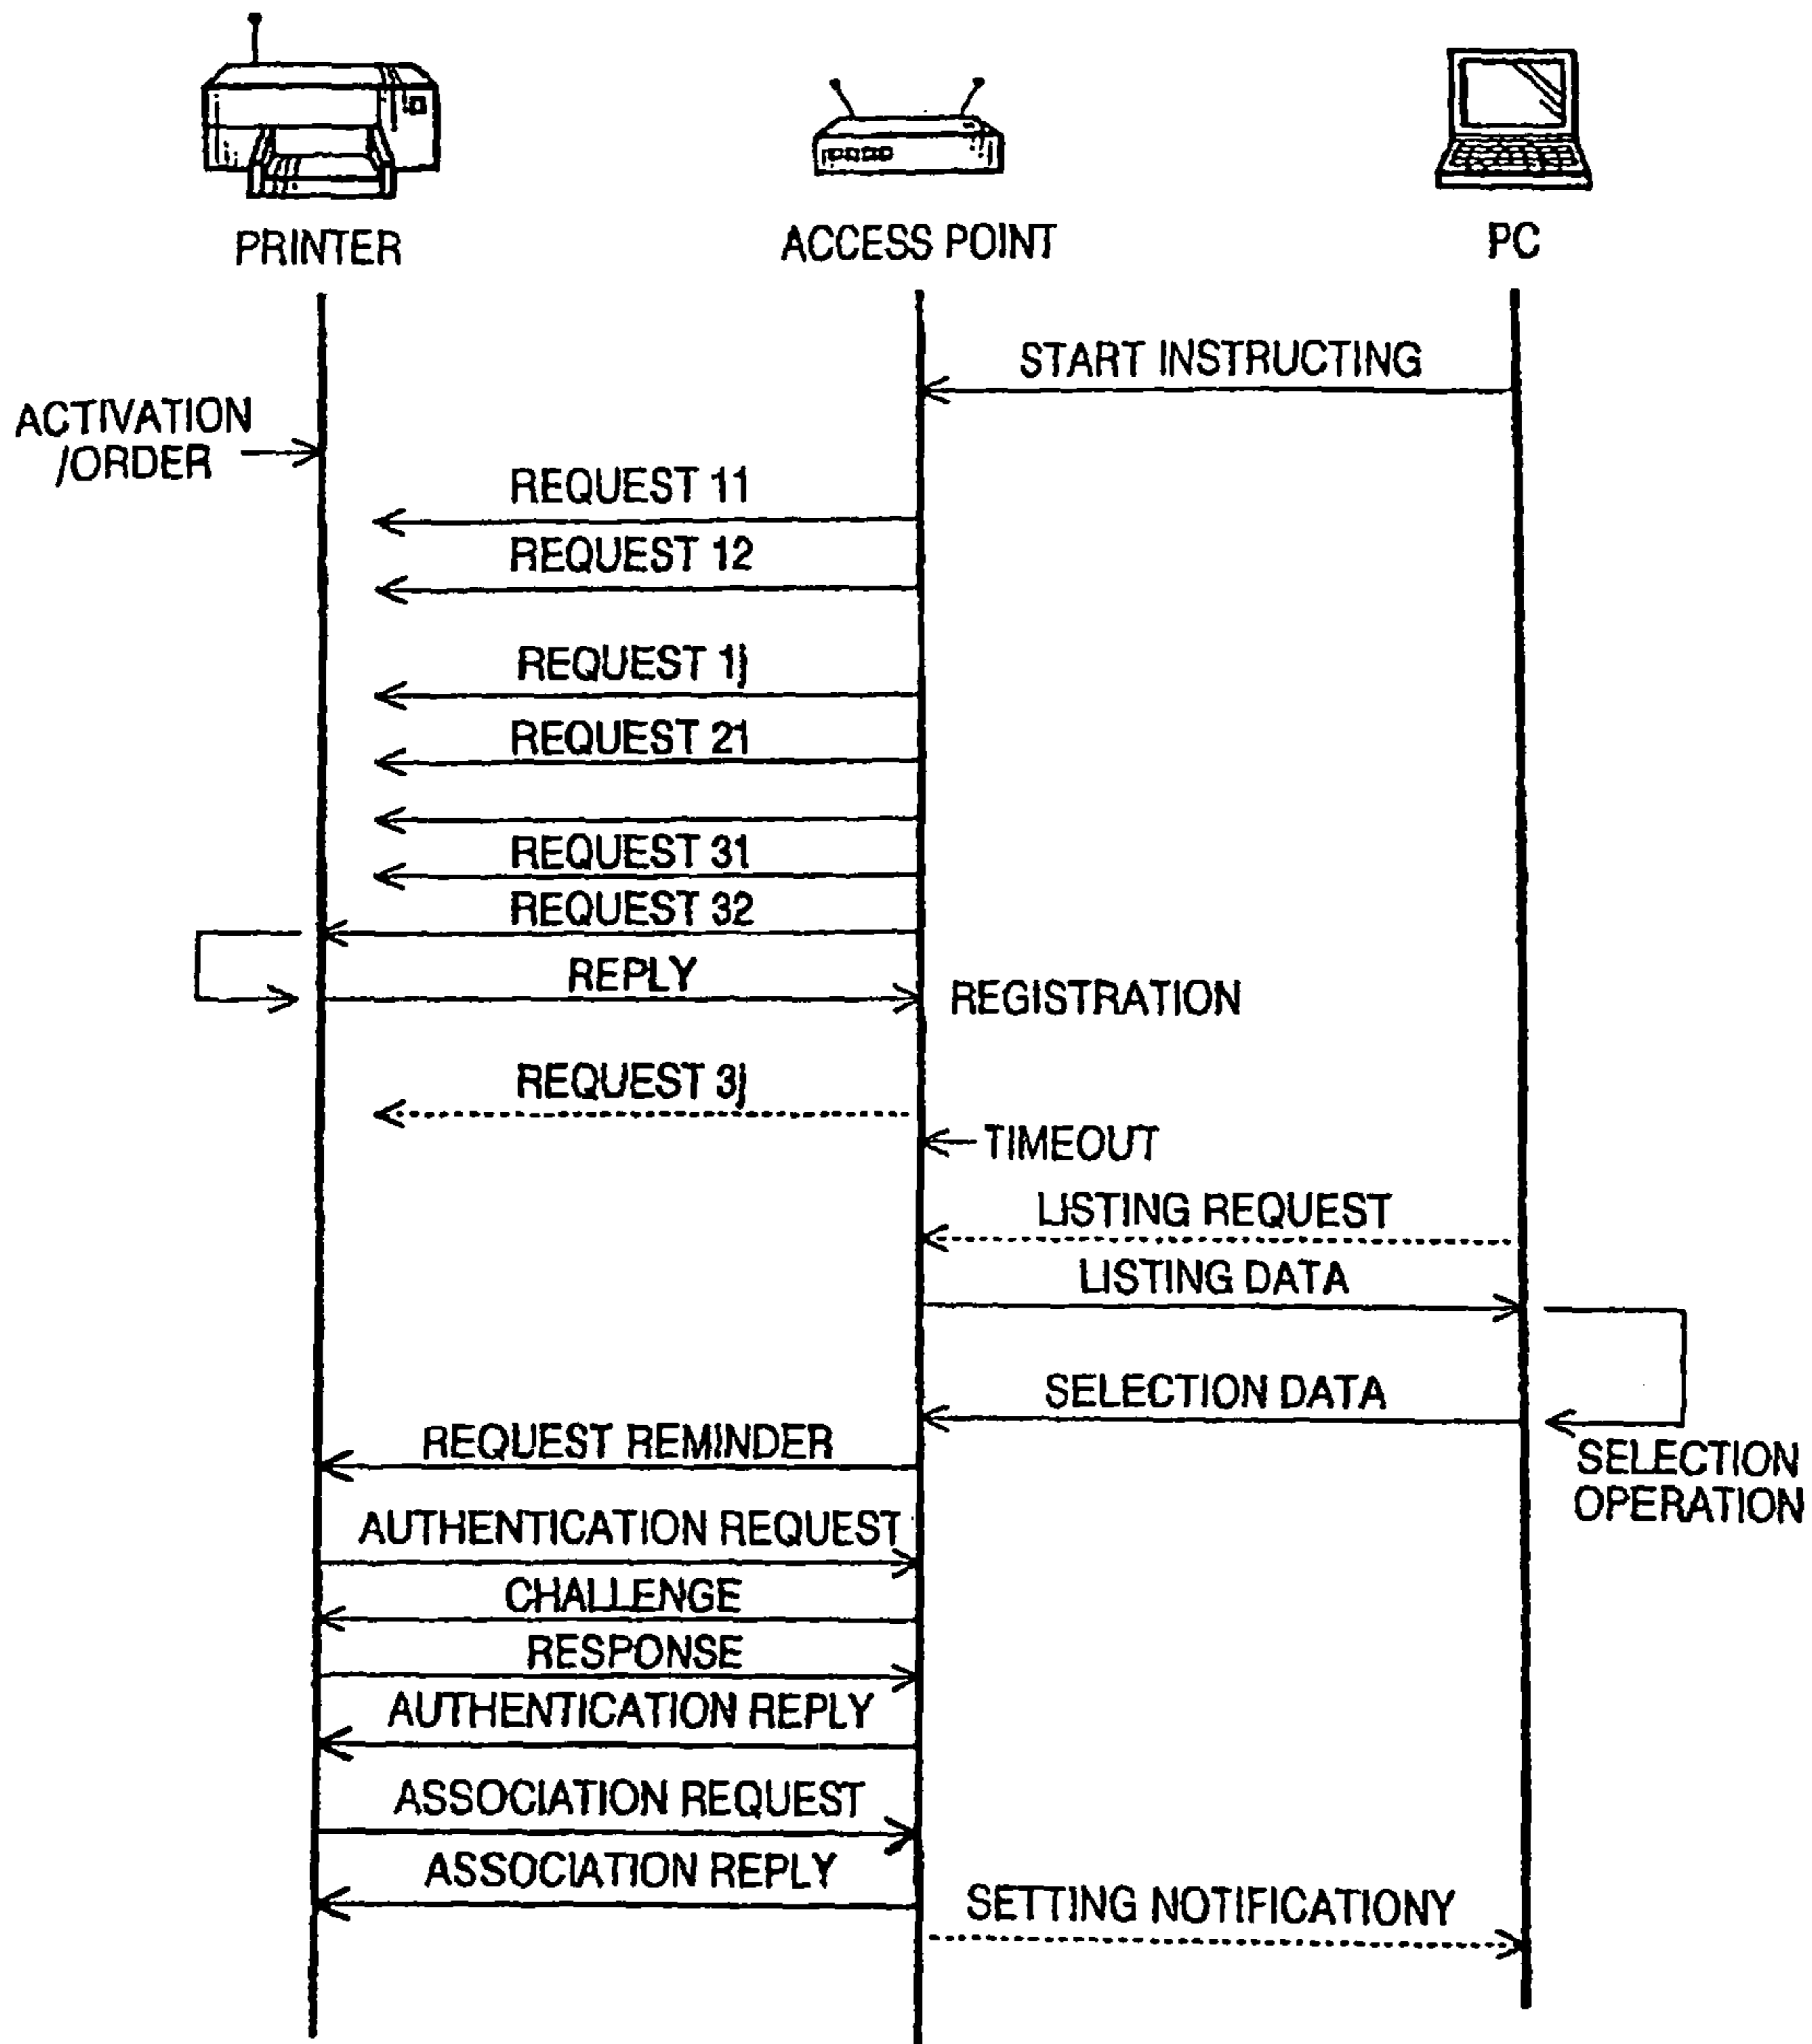 PRINTER
ACCESS POINT
PC
START INSTRUCTING
ACTIVATION
/ORDER
REQUEST 11
REQUEST 12
REQUEST 1j
REQUEST 21
REQUEST 31
REQUEST 32
REPLY
REGISTRATION
REQUEST 3j
TIMEOUT
LISTING REQUEST
LISTING DATA
SELECTION DATA
REQUEST REMINDER
SELECTION
OPERATION
AUTHENTICATION REQUEST
CHALLENGE
RESPONSE
AUTHENTICATION REPLY
ASSOCIATION REQUEST
ASSOCIATION REPLY
SETTING NOTIFICATIONY